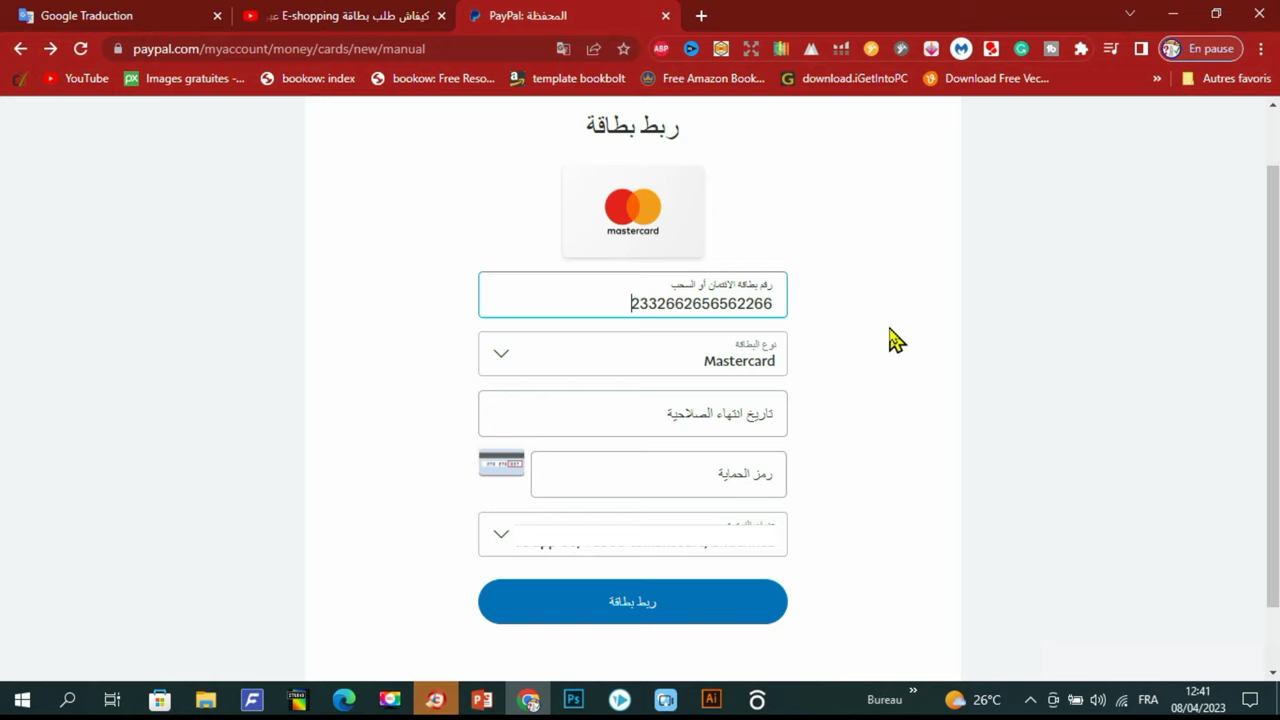 Google Traduction
كيفاش طلب بطاقة E-shopping عبر
PayPal: المحفظة
paypal.com/myaccount/money/cards/new/manual
En pause
YouTube
Images gratuites -...
bookow: index
bookow: Free Reso...
template bookbolt
Free Amazon Book...
download.iGetIntoPC
Download Free Vec...
»
Autres favoris
ربط بطاقة
mastercard
رقم بطاقة الائتمان أو السحب
2332662656562266
نوع البطاقة
Mastercard
تاريخ انتهاء الصلاحية
رمز الحماية
ربط بطاقة
Bureau
»
26°C
FRA
12:41
08/04/2023